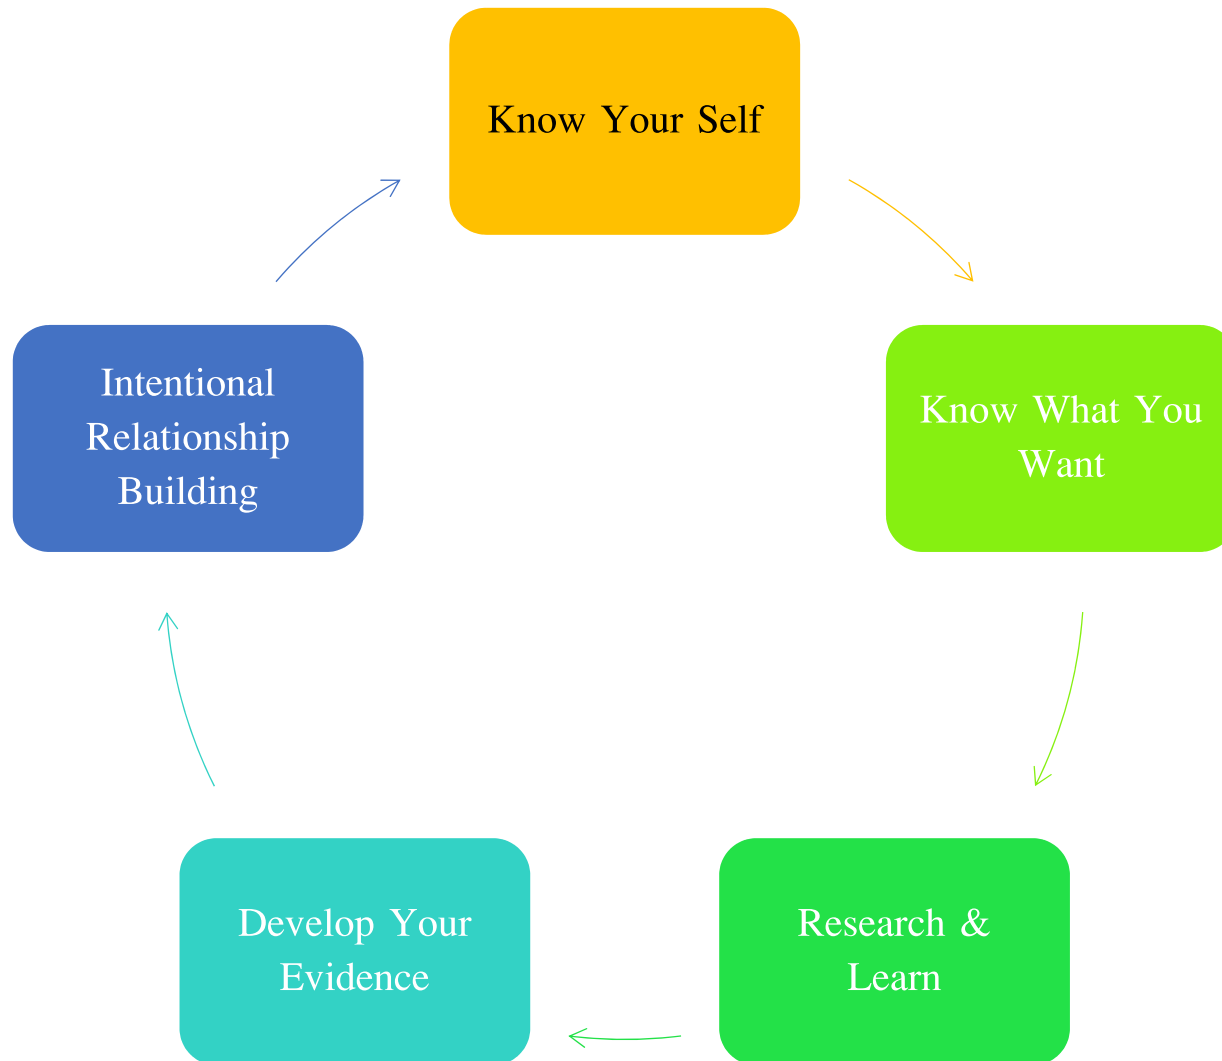 Know Your Self
Know What You
Want
Research &
Learn
Develop Your
Evidence
Intentional
Relationship
Building